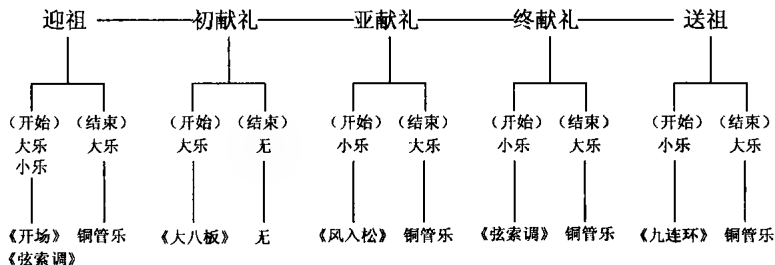 迎祖 初献礼 亚献礼 终献礼 送祖
(开始) (结束) (开始) (结束) (开始) (结束) (开始) (结束) (开始) (结束)
大乐 大乐 大乐 无 小乐 大乐 小乐 大乐 小乐 大乐
小乐
《开场》 铜管乐 《大八板》 无 《风入松》 铜管乐 《弦索调》 铜管乐 《九连环》 铜管乐
《弦索调》